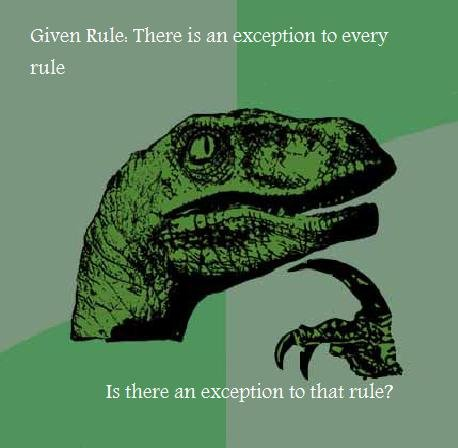 Given Rule: There is an exception to every
rule
Is there an exception to that rule?